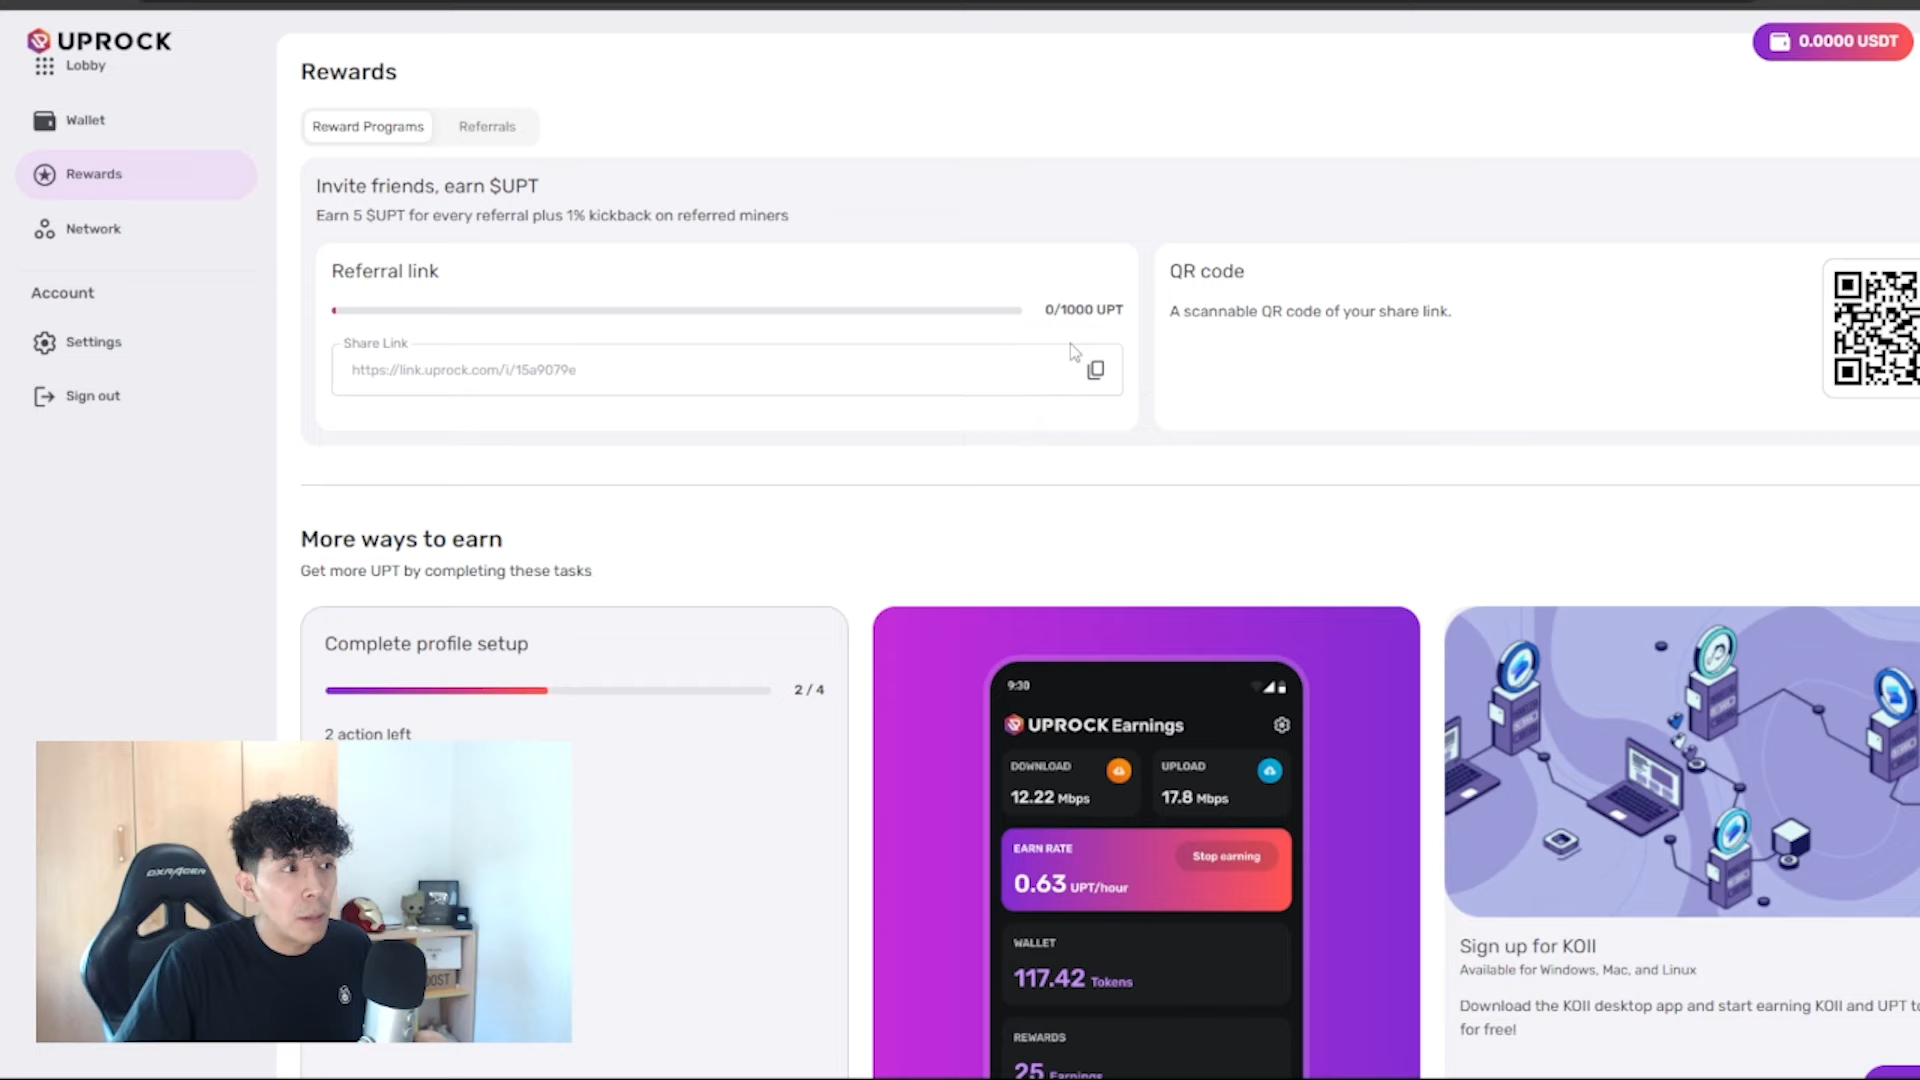 UPROCK
Lobby
Wallet
Rewards
Network
Account
Settings
Sign out
0.0000 USDT
Rewards
Reward Programs
Referrals
Invite friends, earn $UPT
Earn 5 $UPT for every referral plus 1% kickback on referred miners
Referral link
0/1000 UPT
Share Link
https://link.uprock.com/i/15a9079e
QR code
A scannable QR code of your share link.
More ways to earn
Get more UPT by completing these tasks
Complete profile setup
2 / 4
2 action left
9:30
UPROCK Earnings
DOWNLOAD
12.22 Mbps
UPLOAD
17.8 Mbps
EARN RATE
Stop earning
0.63 UPT/hour
WALLET
117.42 Tokens
REWARDS
25 Earnings
Sign up for KOII
Available for Windows, Mac, and Linux
Download the KOII desktop app and start earning KOII and UPT to
for free!
DXRACER